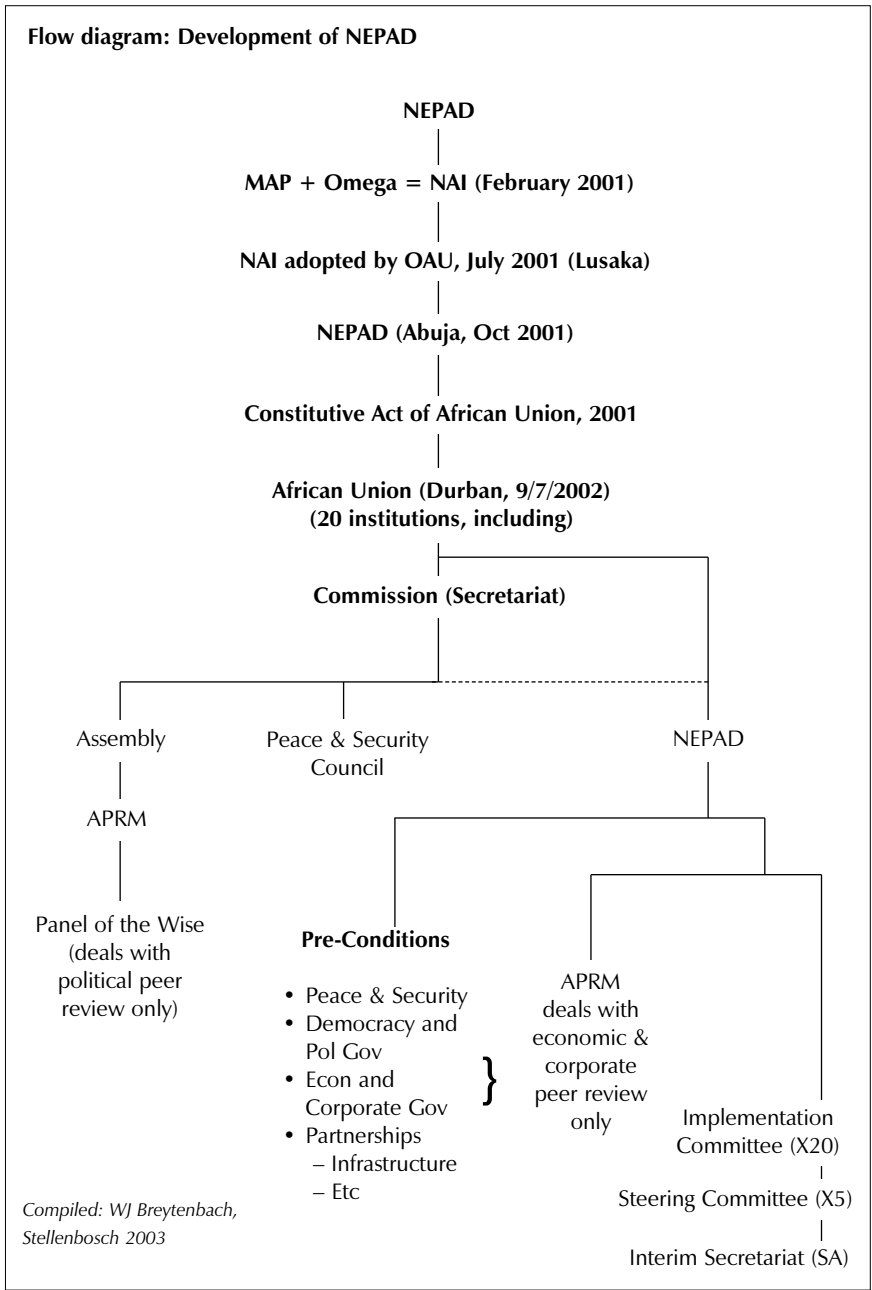 Flow diagram: Development of NEPAD
NEPAD
MAP + Omega = NAI (February 2001)
NAI adopted by OAU, July 2001 (Lusaka)
NEPAD (Abuja, Oct 2001)
Constitutive Act of African Union, 2001
African Union (Durban, 9/7/2002)
(20 institutions, including)
Commission (Secretariat)
Assembly
APRM
Panel of the Wise
(deals with
political peer
review only)
Peace & Security
Council
NEPAD
Pre-Conditions
• Peace & Security
• Democracy and
Pol Gov
• Econ and
Corporate Gov
• Partnerships
– Infrastructure
– Etc
}
APRM
deals with
economic &
corporate
peer review
only
Implementation
Committee (X20)
Steering Committee (X5)
Interim Secretariat (SA)
Compiled: WJ Breytenbach,
Stellenbosch 2003